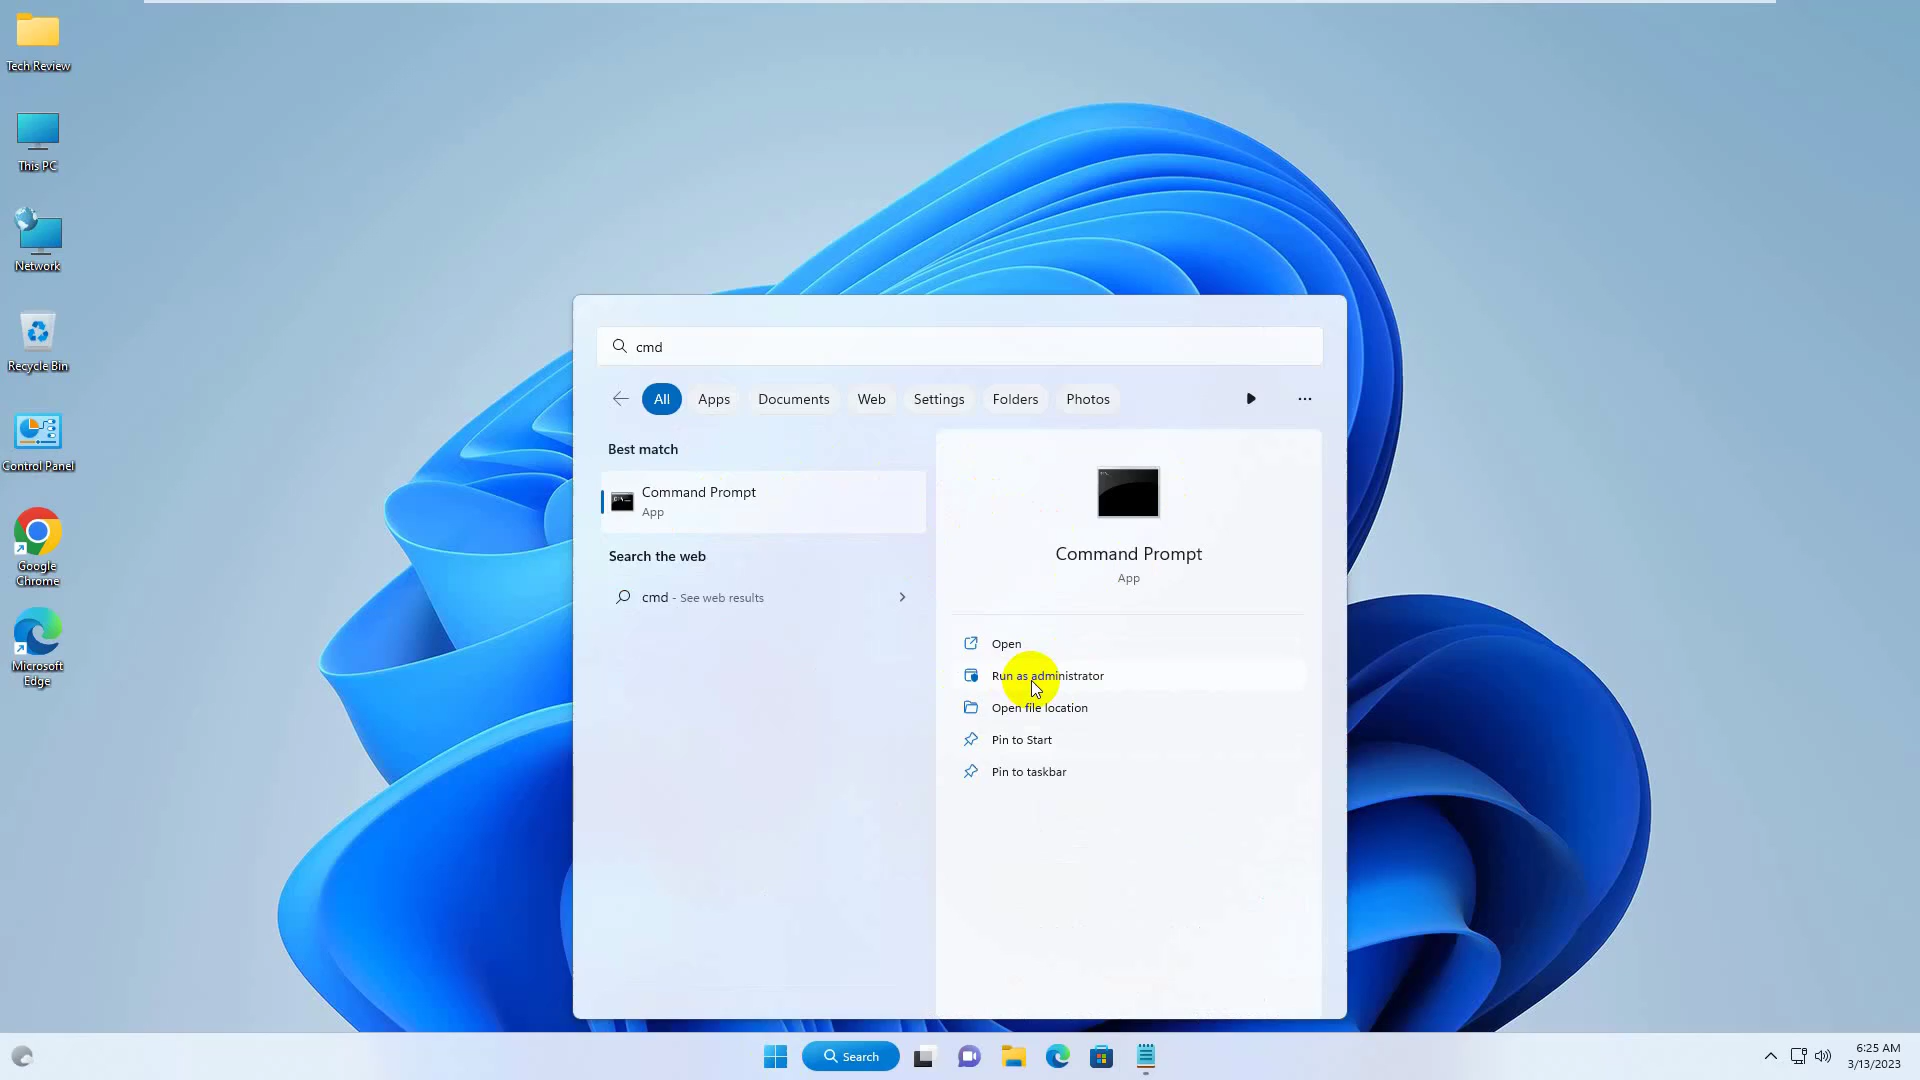 Tech Review
This PC
Network
Recycle Bin
Control Panel
Google
Chrome
Microsoft
Edge
cmd
All
Apps
Documents
Web
Settings
Folders
Photos
Best match
Command Prompt
App
Search the web
cmd - See web results
Command Prompt
App
Open
Run as administrator
Open file location
Pin to Start
Pin to taskbar
Search
6:25 AM
3/13/2023